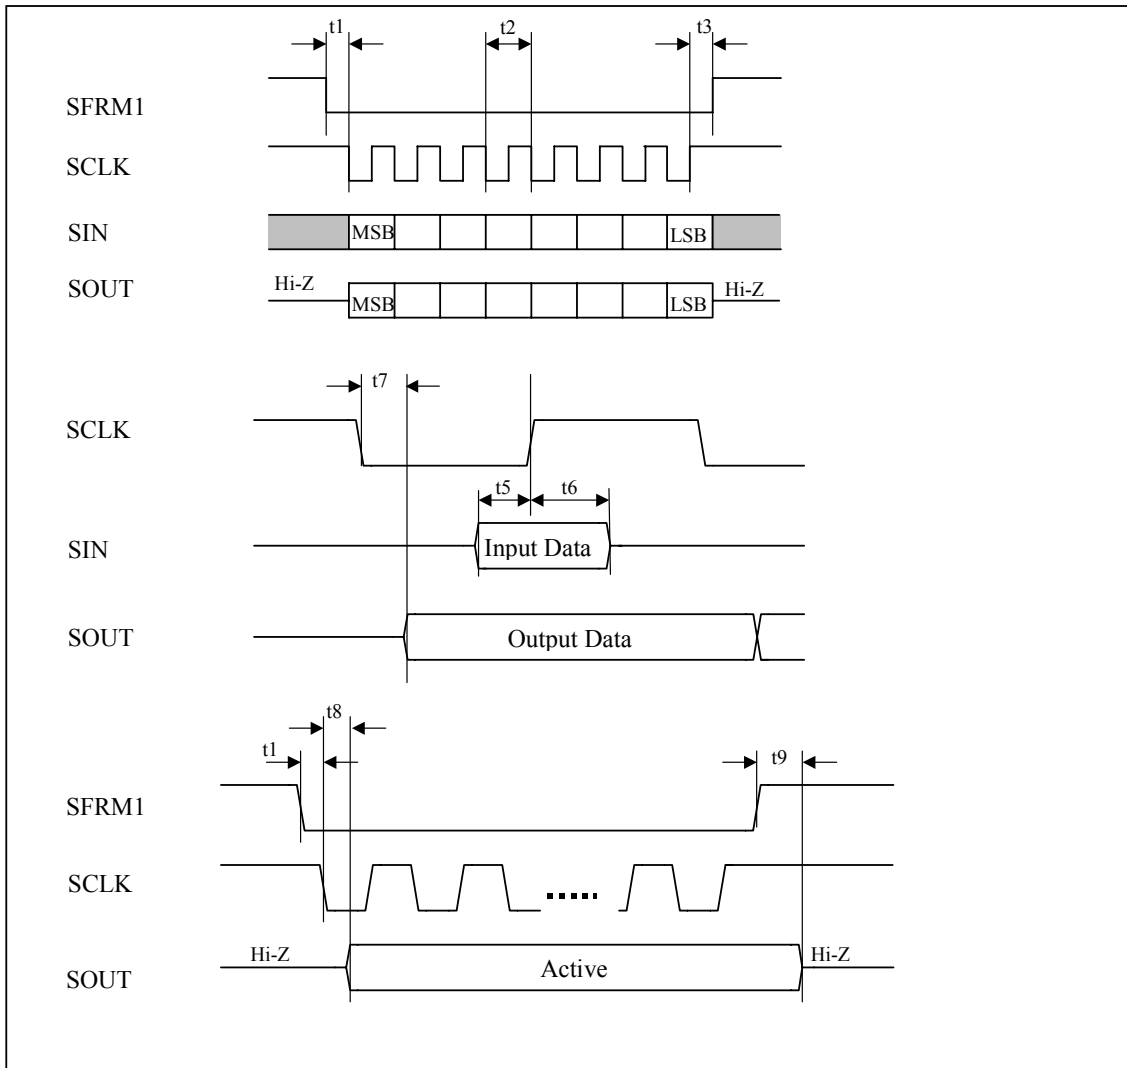 t1 t2 t3
SFRM1
SCLK
SIN MSB LSB
SOUT Hi-Z MSB LSB Hi-Z
t7
SCLK
t5 t6
SIN Input Data
SOUT Output Data
t8
t1 t9
SFRM1
SCLK
SOUT Hi-Z Active Hi-Z